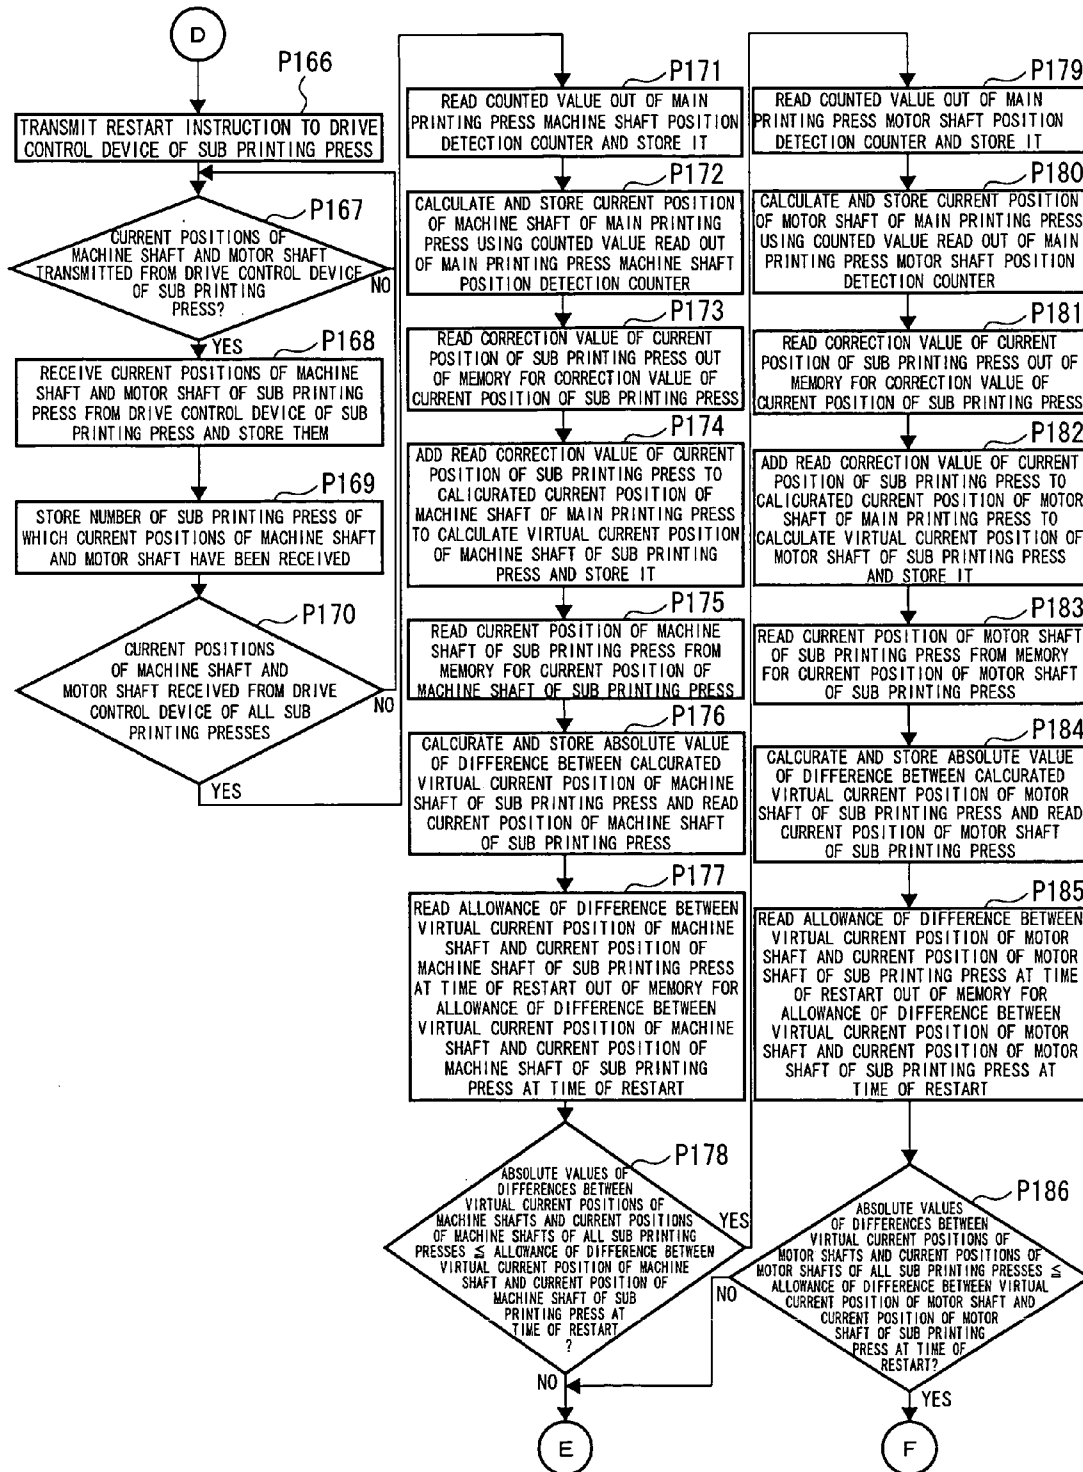 D
P166
TRANSMIT RESTART INSTRUCTION TO DRIVE
CONTROL DEVICE OF SUB PRINTING PRESS
P167
CURRENT POSITIONS OF
MACHINE SHAFT AND MOTOR SHAFT
TRANSMITTED FROM DRIVE CONTROL DEVICE
OF SUB PRINTING
PRESS?
NO
YES
P168
RECEIVE CURRENT POSITIONS OF MACHINE
SHAFT AND MOTOR SHAFT OF SUB PRINTING
PRESS FROM DRIVE CONTROL DEVICE OF SUB
PRINTING PRESS AND STORE THEM
P169
STORE NUMBER OF SUB PRINTING PRESS OF
WHICH CURRENT POSITIONS OF MACHINE SHAFT
AND MOTOR SHAFT HAVE BEEN RECEIVED
P170
CURRENT POSITIONS
OF MACHINE SHAFT AND
MOTOR SHAFT RECEIVED FROM DRIVE
CONTROL DEVICE OF ALL SUB
PRINTING PRESSES
NO
YES
P171
READ COUNTED VALUE OUT OF MAIN
PRINTING PRESS MACHINE SHAFT POSITION
DETECTION COUNTER AND STORE IT
P172
CALCULATE AND STORE CURRENT POSITION
OF MACHINE SHAFT OF MAIN PRINTING
PRESS USING COUNTED VALUE READ OUT
OF MAIN PRINTING PRESS MACHINE SHAFT
POSITION DETECTION COUNTER
P173
READ CORRECTION VALUE OF CURRENT
POSITION OF SUB PRINTING PRESS OUT
OF MEMORY FOR CORRECTION VALUE OF
CURRENT POSITION OF SUB PRINTING PRESS
P174
ADD READ CORRECTION VALUE OF CURRENT
POSITION OF SUB PRINTING PRESS TO
CALICURATED CURRENT POSITION OF
MACHINE SHAFT OF MAIN PRINTING PRESS
TO CALCULATE VIRTUAL CURRENT POSITION
OF MACHINE SHAFT OF SUB PRINTING
PRESS AND STORE IT
P175
READ CURRENT POSITION OF MACHINE
SHAFT OF SUB PRINTING PRESS FROM
MEMORY FOR CURRENT POSITION OF
MACHINE SHAFT OF SUB PRINTING PRESS
P176
CALCURATE AND STORE ABSOLUTE VALUE
OF DIFFERENCE BETWEEN CALCURATED
VIRTUAL CURRENT POSITION OF MACHINE
SHAFT OF SUB PRINTING PRESS AND READ
CURRENT POSITION OF MACHINE SHAFT
OF SUB PRINTING PRESS
P177
READ ALLOWANCE OF DIFFERENCE BETWEEN
VIRTUAL CURRENT POSITION OF MACHINE
SHAFT AND CURRENT POSITION OF
MACHINE SHAFT OF SUB PRINTING PRESS
AT TIME OF RESTART OUT OF MEMORY FOR
ALLOWANCE OF DIFFERENCE BETWEEN
VIRTUAL CURRENT POSITION OF MACHINE
SHAFT AND CURRENT POSITION OF
MACHINE SHAFT OF SUB PRINTING
PRESS AT TIME OF RESTART
P178
ABSOLUTE VALUES OF
DIFFERENCES BETWEEN
VIRTUAL CURRENT POSITIONS OF
MACHINE SHAFTS AND CURRENT POSITIONS
OF MACHINE SHAFTS OF ALL SUB PRINTING
PRESSES ≦ ALLOWANCE OF DIFFERENCE BETWEEN
VIRTUAL CURRENT POSITION OF MACHINE
SHAFT AND CURRENT POSITION OF
MACHINE SHAFT OF SUB
PRINTING PRESS AT
TIME OF RESTART
?
YES
NO
E
P179
READ COUNTED VALUE OUT OF MAIN
PRINTING PRESS MOTOR SHAFT POSITION
DETECTION COUNTER AND STORE IT
P180
CALCULATE AND STORE CURRENT POSITION
OF MOTOR SHAFT OF MAIN PRINTING PRESS
USING COUNTED VALUE READ OUT OF MAIN
PRINTING PRESS MOTOR SHAFT POSITION
DETECTION COUNTER
P181
READ CORRECTION VALUE OF CURRENT
POSITION OF SUB PRINTING PRESS OUT
OF MEMORY FOR CORRECTION VALUE OF
CURRENT POSITION OF SUB PRINTING PRESS
P182
ADD READ CORRECTION VALUE OF CURRENT
POSITION OF SUB PRINTING PRESS TO
CALICURATED CURRENT POSITION OF MOTOR
SHAFT OF MAIN PRINTING PRESS TO
CALCULATE VIRTUAL CURRENT POSITION OF
MOTOR SHAFT OF SUB PRINTING PRESS
AND STORE IT
P183
READ CURRENT POSITION OF MOTOR SHAFT
OF SUB PRINTING PRESS FROM MEMORY
FOR CURRENT POSITION OF MOTOR SHAFT
OF SUB PRINTING PRESS
P184
CALCURATE AND STORE ABSOLUTE VALUE
OF DIFFERENCE BETWEEN CALCURATED
VIRTUAL CURRENT POSITION OF MOTOR
SHAFT OF SUB PRINTING PRESS AND READ
CURRENT POSITION OF MOTOR SHAFT
OF SUB PRINTING PRESS
P185
READ ALLOWANCE OF DIFFERENCE BETWEEN
VIRTUAL CURRENT POSITION OF MOTOR
SHAFT AND CURRENT POSITION OF MOTOR
SHAFT OF SUB PRINTING PRESS AT TIME
OF RESTART OUT OF MEMORY FOR
ALLOWANCE OF DIFFERENCE BETWEEN
VIRTUAL CURRENT POSITION OF MOTOR
SHAFT AND CURRENT POSITION OF MOTOR
SHAFT OF SUB PRINTING PRESS AT
TIME OF RESTART
P186
ABSOLUTE VALUES
OF DIFFERENCES BETWEEN
VIRTUAL CURRENT POSITIONS OF
MOTOR SHAFTS AND CURRENT POSITIONS OF
MOTOR SHAFTS OF ALL SUB PRINTING PRESSES ≦
ALLOWANCE OF DIFFERENCE BETWEEN VIRTUAL
CURRENT POSITION OF MOTOR SHAFT AND
CURRENT POSITION OF MOTOR
SHAFT OF SUB PRINTING
PRESS AT TIME OF
RESTART?
NO
YES
F